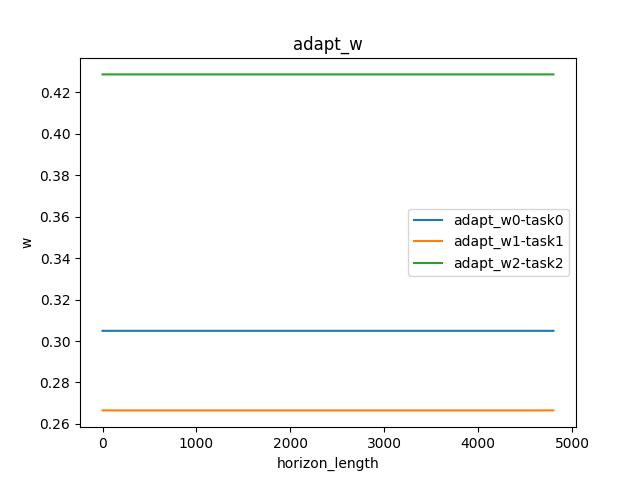 adapt_w
0.42
0.40
0.38
0.36
0.34
0.32
0.30
0.28
0.26
w
adapt_w0-task0
adapt_w1-task1
adapt_w2-task2
0 1000 2000 3000 4000 5000
horizon_length